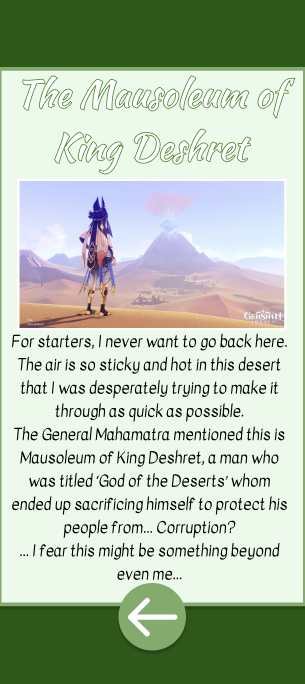 The Mausoleum of
King Deshret
GENSHIN
For starters, I never want to go back here.
The air is so sticky and hot in this desert
that I was desperately trying to make it
through as quick as possible.
The General Mahamatra mentioned this is
Mausoleum of King Deshret, a man who
was titled ‘God of the Deserts’ whom
ended up sacrificing himself to protect his
people from... Corruption?
... I fear this might be something beyond
even me...